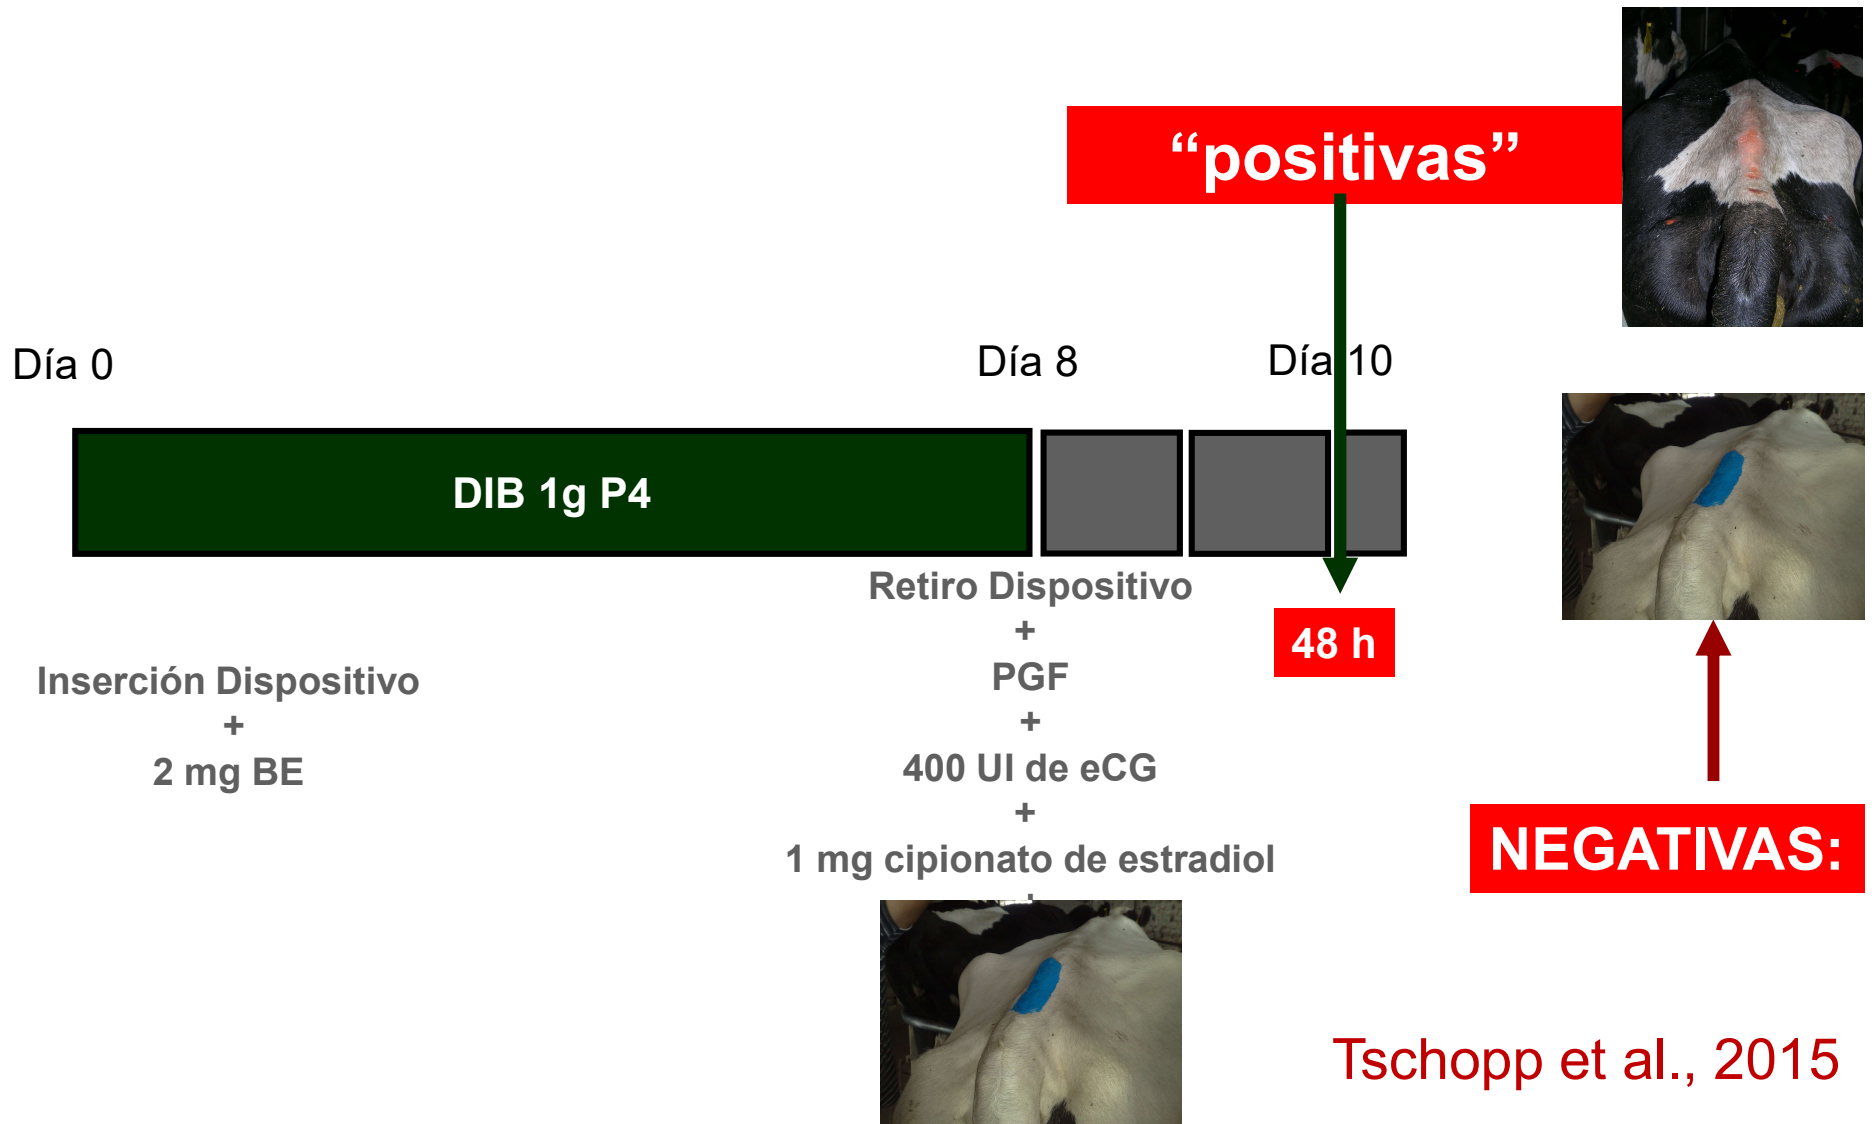 “positivas”
Día 0
Día 8
Día 10
DIB 1g P4
Retiro Dispositivo
+
PGF
+
400 UI de eCG
+
1 mg cipionato de estradiol
+
48 h
Inserción Dispositivo
+
2 mg BE
NEGATIVAS:
Tschopp et al., 2015